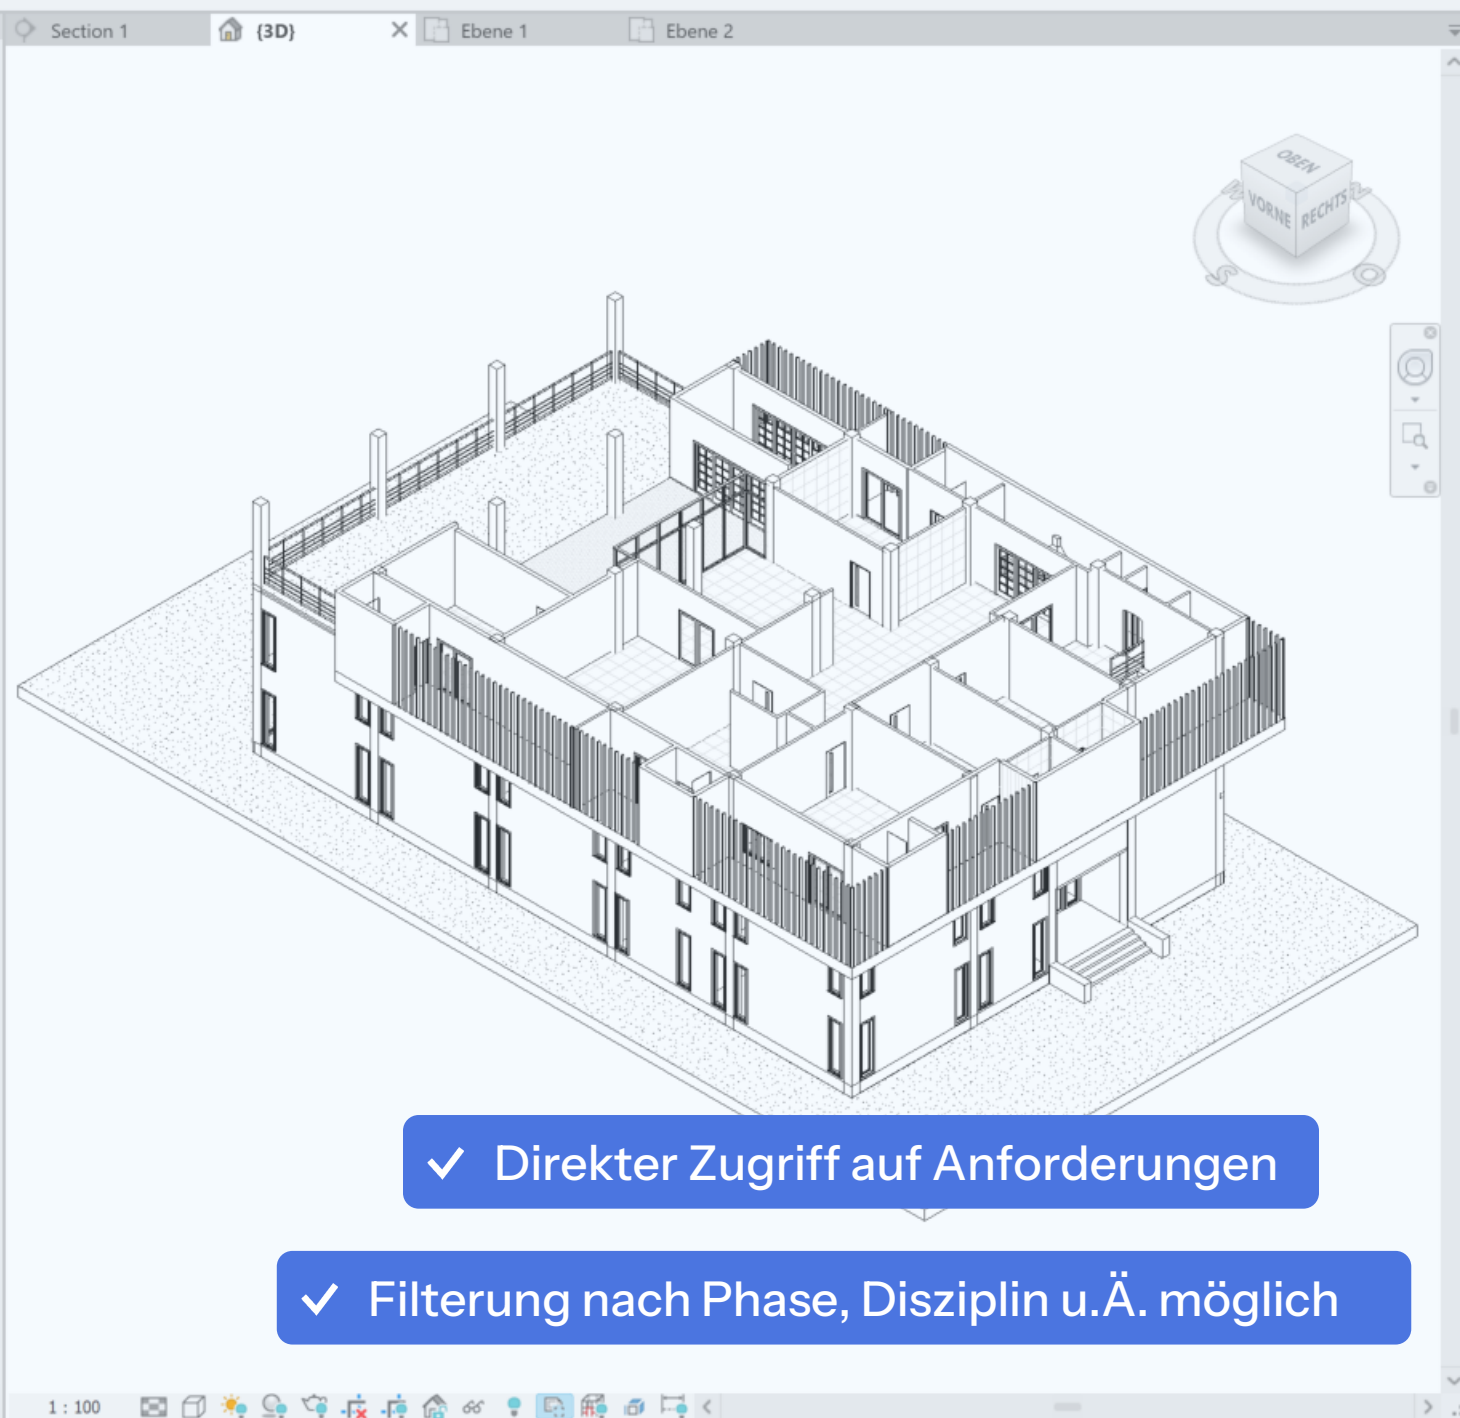 Section 1
{3D}
Ebene 1
Ebene 2
OBEN
VORNE
RECHTS
W
N
S
O
Direkter Zugriff auf Anforderungen
Filterung nach Phase, Disziplin u.Ä. möglich
1 : 100